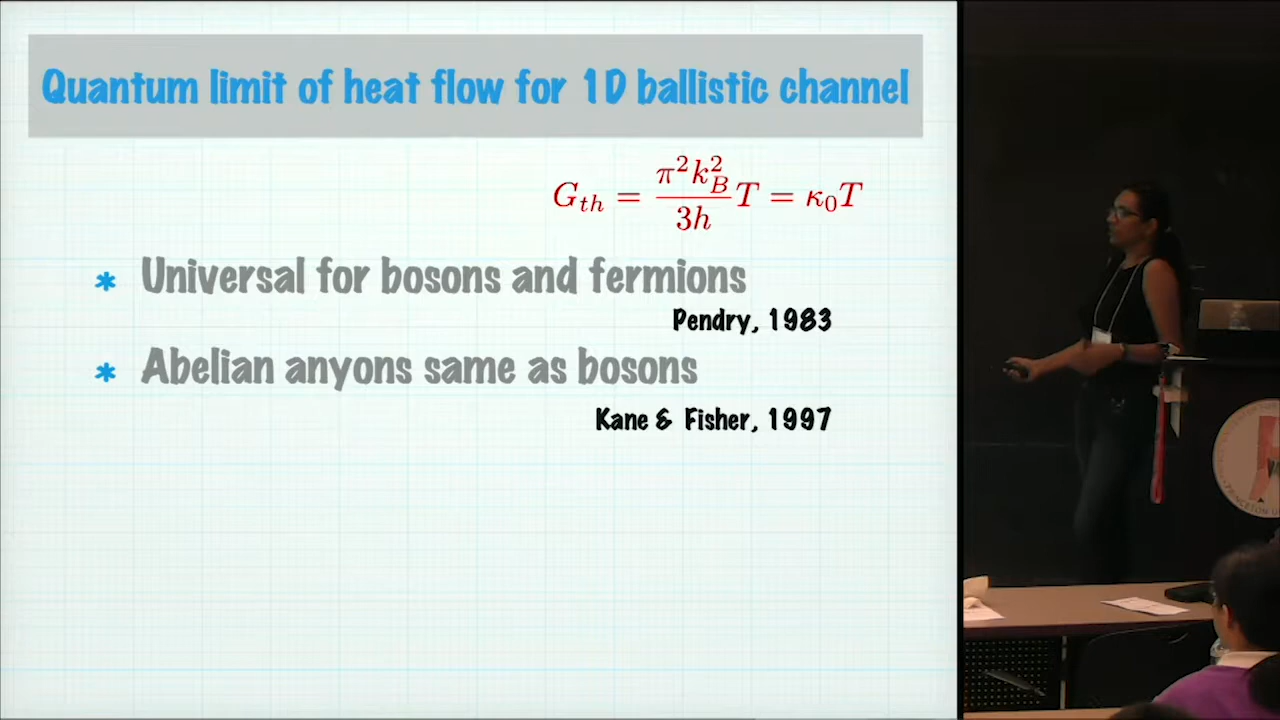 Quantum limit of heat flow for 1D ballistic channel
G_{th} = \frac{\pi^2 k_B^2}{3h} T = \kappa_0 T
* Universal for bosons and fermions
Pendry, 1983
* Abelian anyons same as bosons
Kane & Fisher, 1997